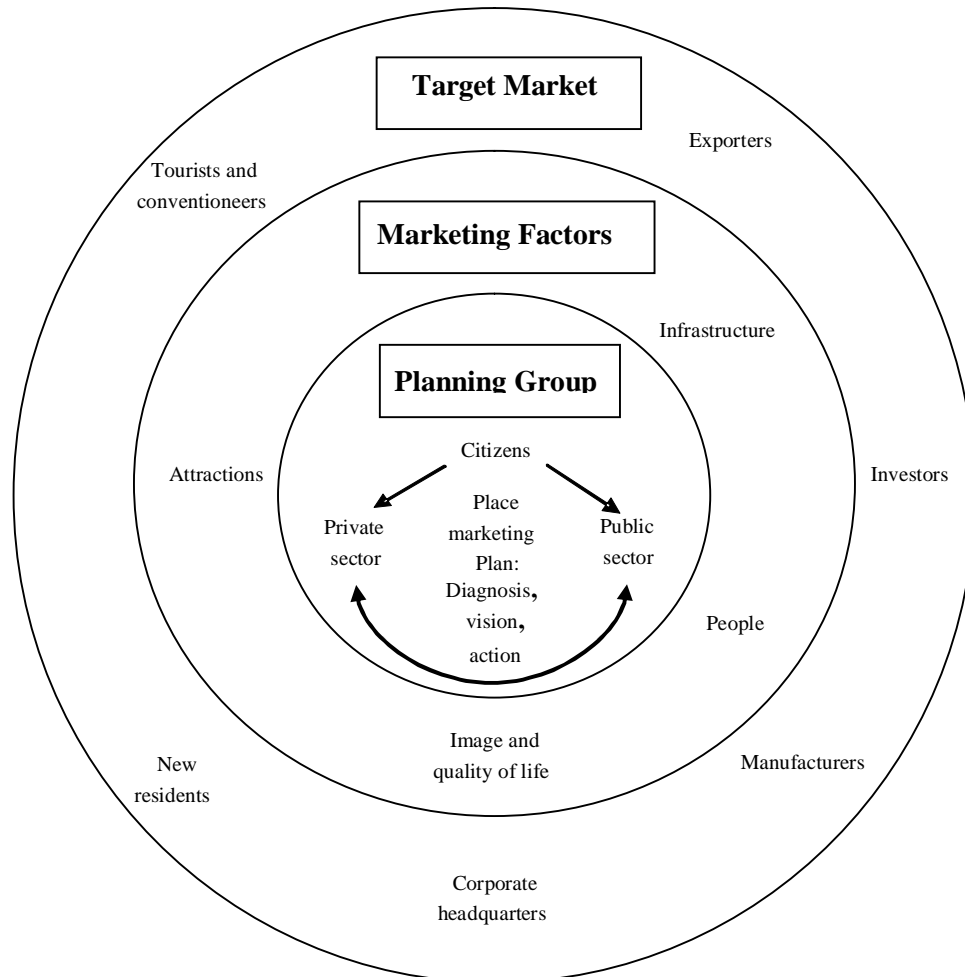 Target Market
Exporters
Tourists and
conventioneers
Marketing Factors
Infrastructure
Planning Group
Citizens
Attractions
Investors
Place
marketing
Plan:
Diagnosis,
vision,
action
Private
sector
Public
sector
People
Image and
quality of life
New
residents
Manufacturers
Corporate
headquarters